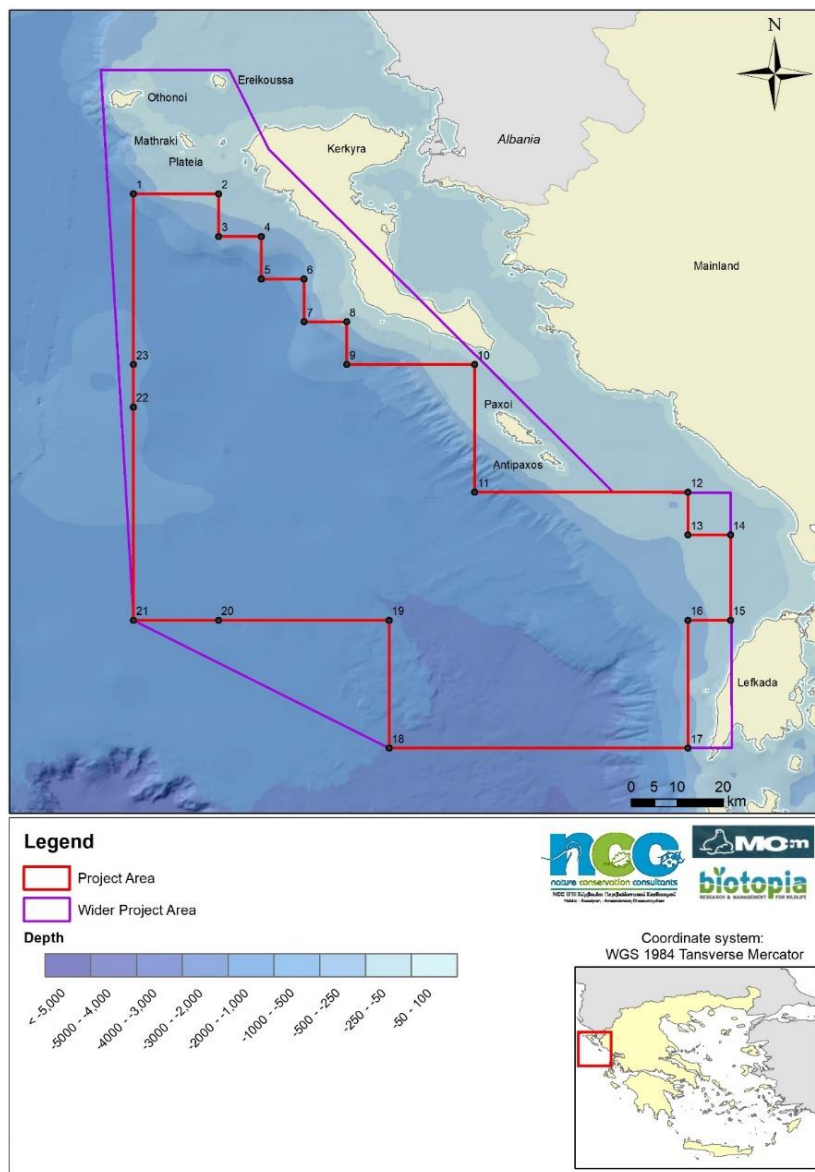 N
Ereikoussa
Othonoi
Albania
Mathraki
Kerkyra
Plateia
1
2
3
4
5
6
Mainland
7
8
9
10
23
22
Paxoi
Antipaxos
11
12
13
14
21
20
19
16
15
Lefkada
18
17
0 5 10 20
km
Legend
Project Area
Wider Project Area
Depth
< -5,000
-5000 - -4,000
-4000 - -3,000
-3000 - -2,000
-2000 - -1,000
-1000 - -500
-500 - -250
-250 - -50
-50 - -100
ncc
nature conservation consultants
MOm
biotopia
RESEARCH & MANAGEMENT FOR WILDLIFE
Coordinate system:
WGS 1984 Tansverse Mercator